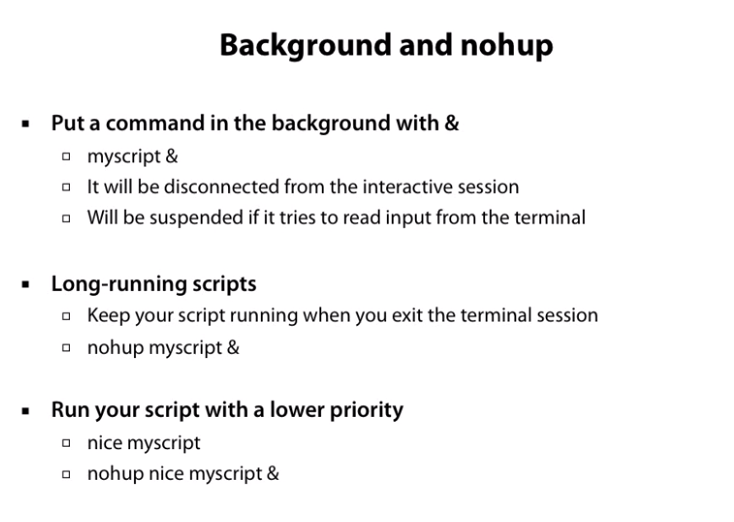 Background and nohup
▪ Put a command in the background with &
▫ myscript &
▫ It will be disconnected from the interactive session
▫ Will be suspended if it tries to read input from the terminal
▪ Long-running scripts
▫ Keep your script running when you exit the terminal session
▫ nohup myscript &
▪ Run your script with a lower priority
▫ nice myscript
▫ nohup nice myscript &